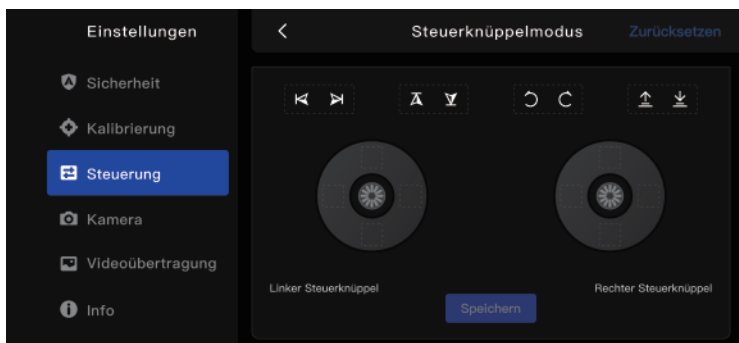 Einstellungen
Steuerknüppelmodus
Zurücksetzen
Sicherheit
Kalibrierung
Steuerung
Kamera
Videoübertragung
Info
Linker Steuerknüppel
Rechter Steuerknüppel
Speichern